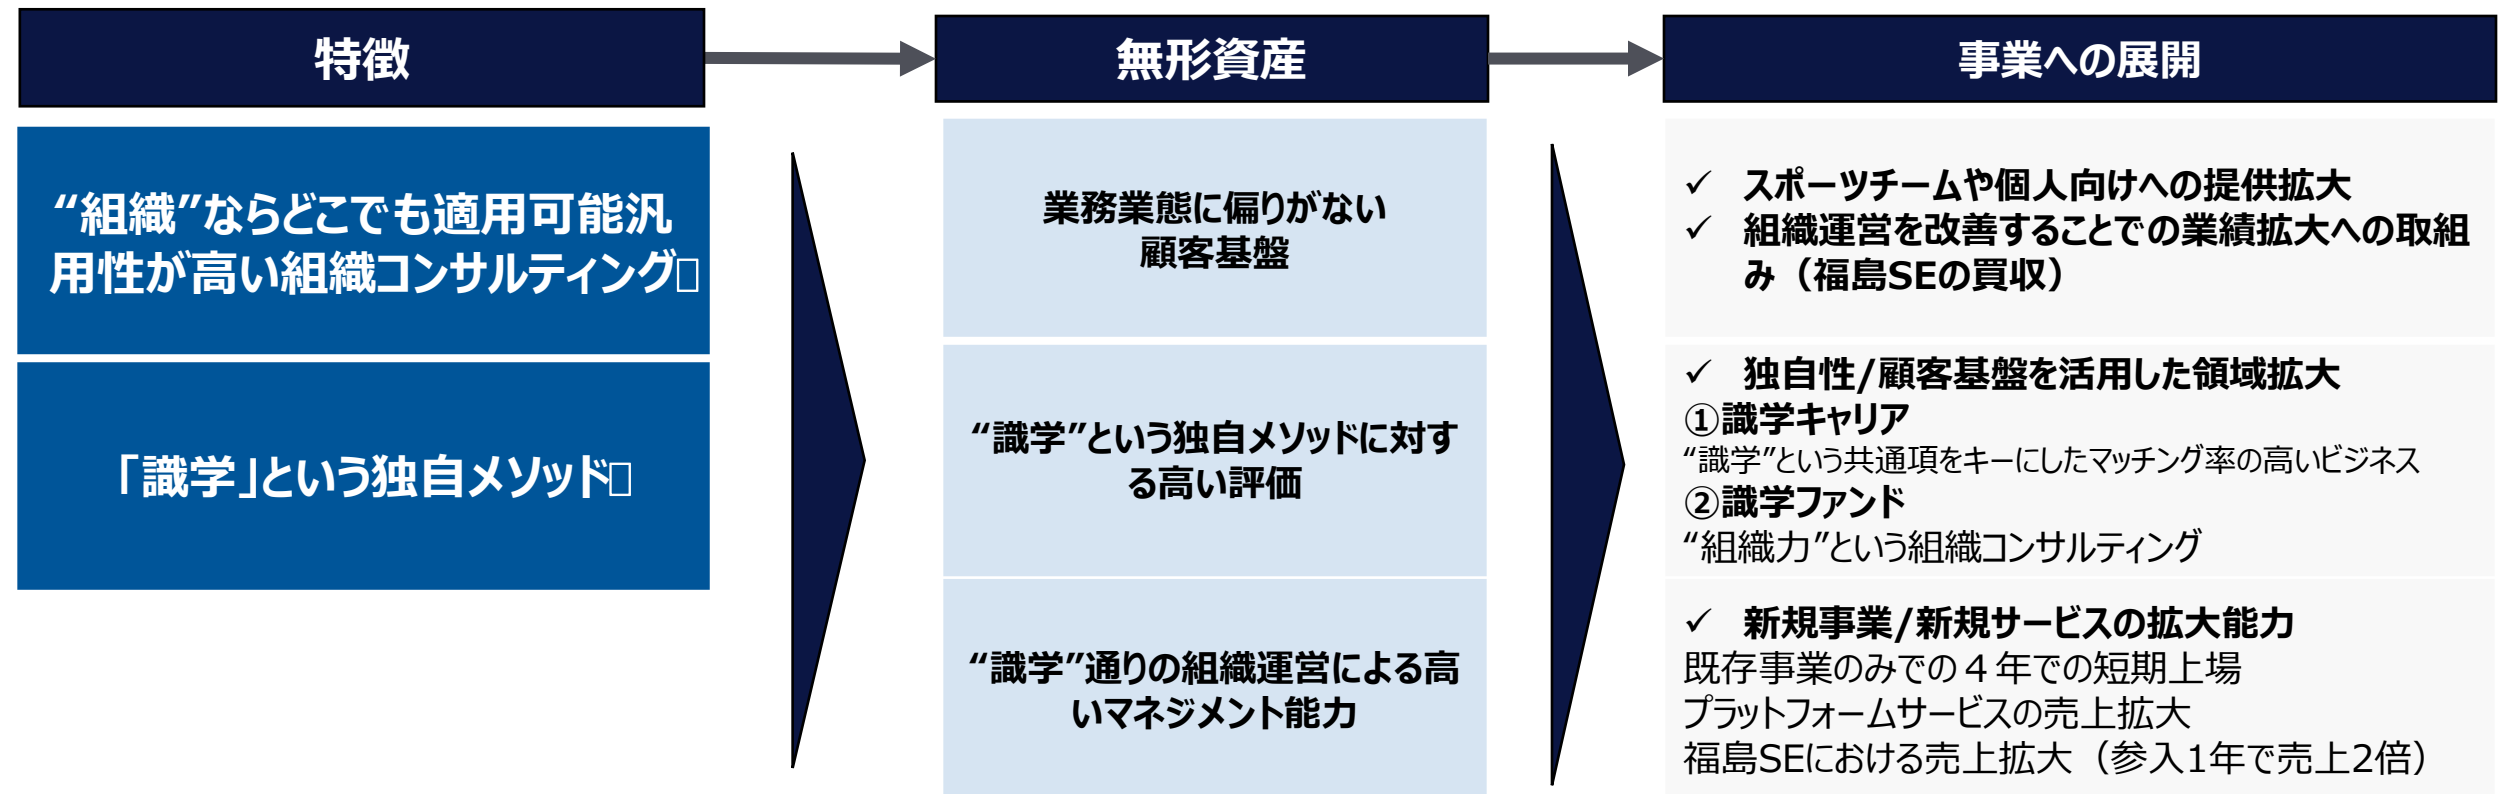 特徴
無形資産
事業への展開
“組織”ならどこでも適用可能汎
用性が高い組織コンサルティング
「識学」という独自メソッド
業務業態に偏りがない
顧客基盤
“識学”という独自メソッドに対す
る高い評価
“識学”通りの組織運営による高
いマネジメント能力
✓ スポーツチームや個人向けへの提供拡大
✓ 組織運営を改善することでの業績拡大への取組
み（福島SEの買収）
✓ 独自性/顧客基盤を活用した領域拡大
①識学キャリア
“識学”という共通項をキーにしたマッチング率の高いビジネス
②識学ファンド
“組織力”という組織コンサルティング
✓ 新規事業/新規サービスの拡大能力
既存事業のみでの４年での短期上場
プラットフォームサービスの売上拡大
福島SEにおける売上拡大（参入1年で売上2倍）